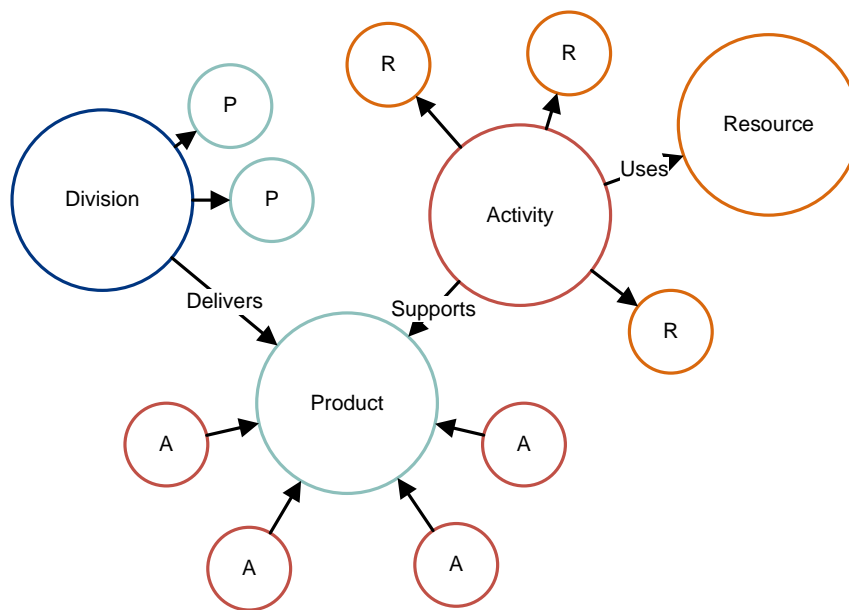 R
R
P
Resource
Uses
Division
P
Activity
Delivers
Supports
R
Product
A
A
A
A